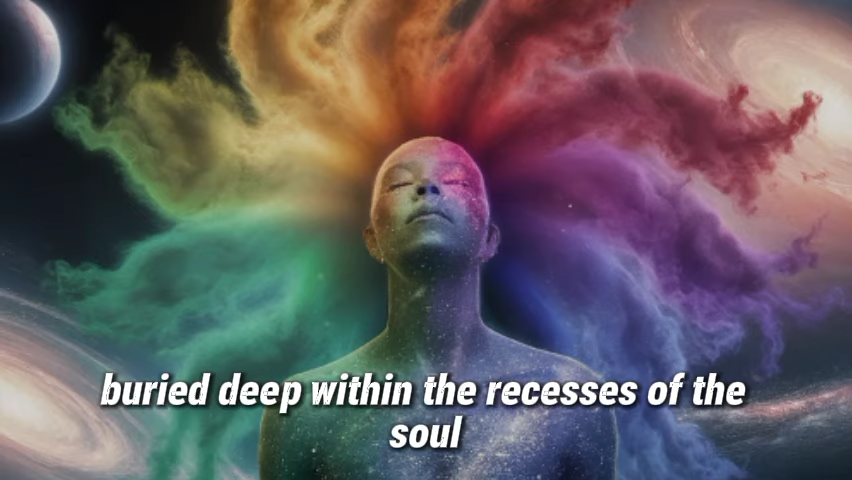 buried deep within the recesses of the
soul